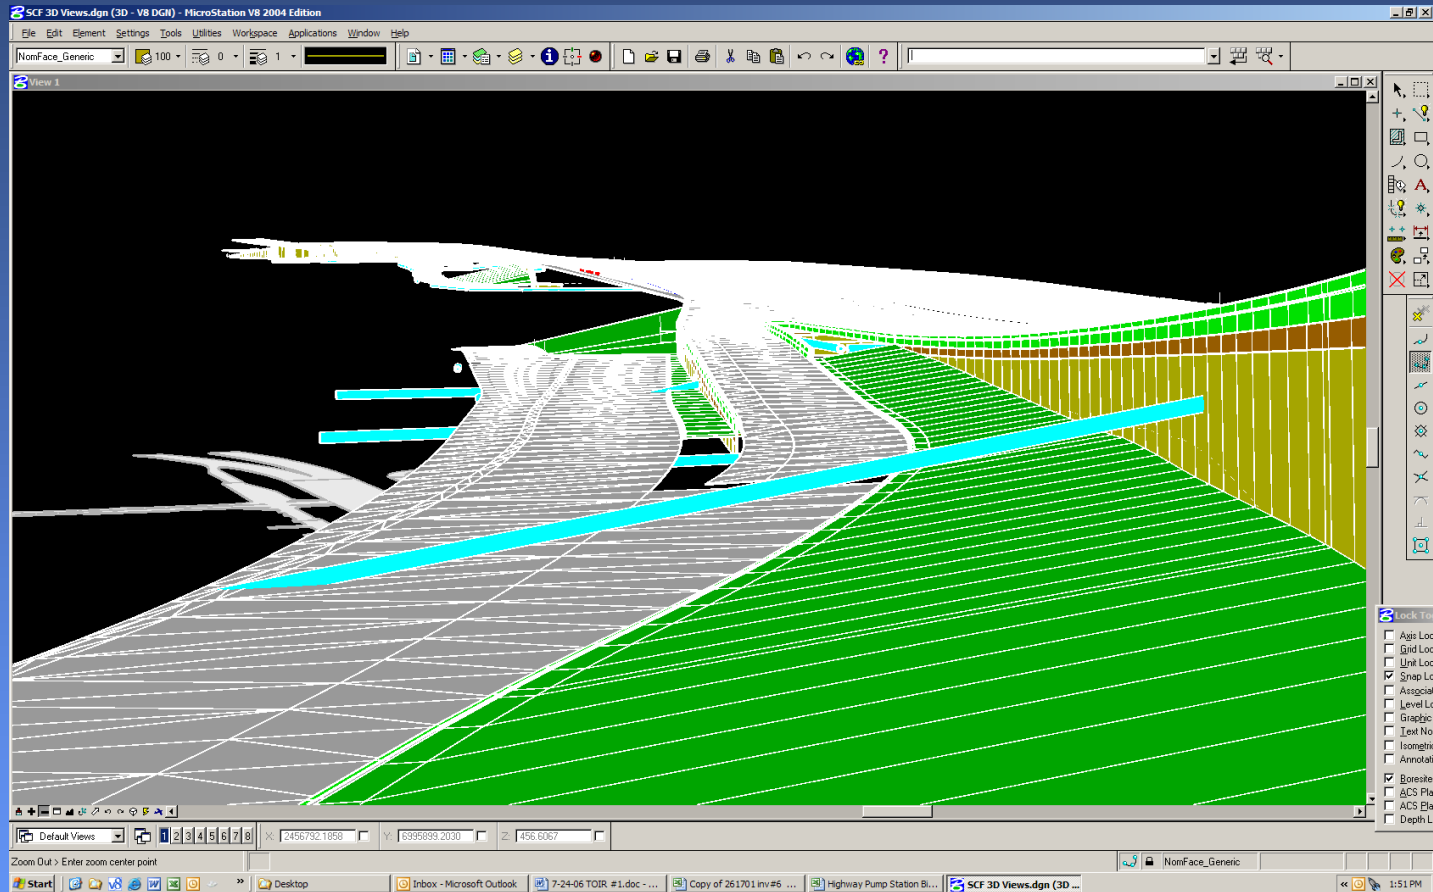 SCF 3D Views.dgn (3D - V8 DGN) - MicroStation V8 2004 Edition
File Edit Element Settings Tools Utilities Workspace Applications Window Help
NomFace_Generic 100 0 1
View 1
Lock To
Axis Loc
Grid Loc
Unit Loc
Snap Lo
Associat
Level Lo
Graphic
Text No
Isometri
Annotati
Boresite
ACS Pla
ACS Pla
Depth L
Default Views 1 2 3 4 5 6 7 8 X: 2456792.1858 Y: 6995899.2030 Z: 456.6067
Zoom Out > Enter zoom center point
NomFace_Generic
Start » Desktop Inbox - Microsoft Outlook 7-24-06 TOIR #1.doc - ... Copy of 261701 inv#6 ... Highway Pump Station Bi... SCF 3D Views.dgn (3D ... « 1:51 PM